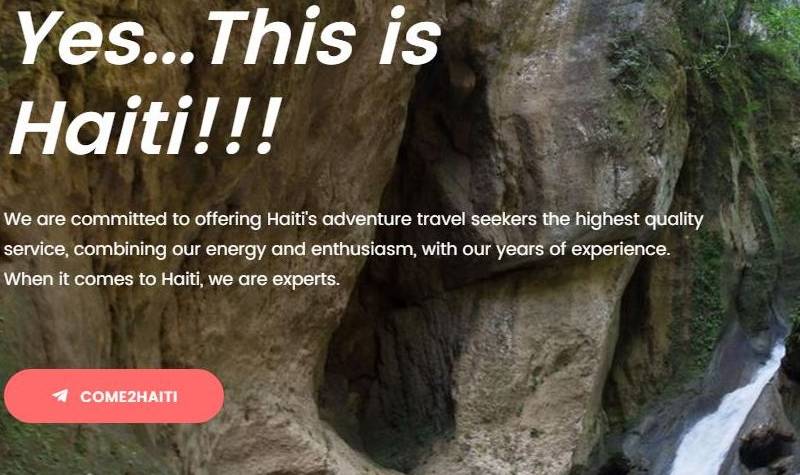 Yes...This is
Haiti!!!
We are committed to offering Haiti's adventure travel seekers the highest quality
service, combining our energy and enthusiasm, with our years of experience.
When it comes to Haiti, we are experts.
COME2HAITI